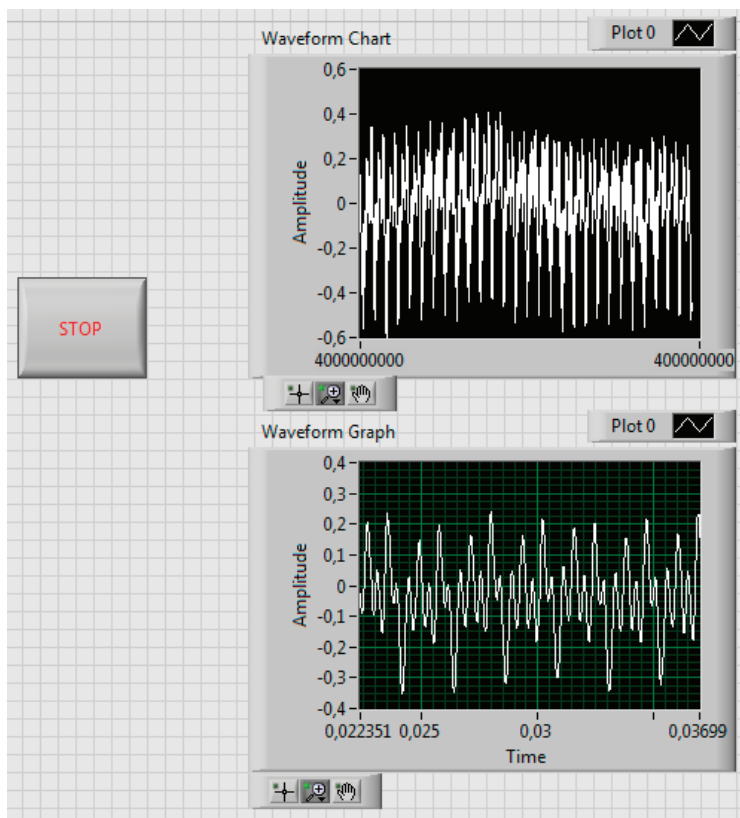 Plot 0
Waveform Chart
0,6
0,4
0,2
0
-0,2
-0,4
-0,6
Amplitude
4000000000
400000000
STOP
Plot 0
Waveform Graph
0,4
0,3
0,2
0,1
0
-0,1
-0,2
-0,3
-0,4
Amplitude
0,022351 0,025 0,03 0,03699
Time